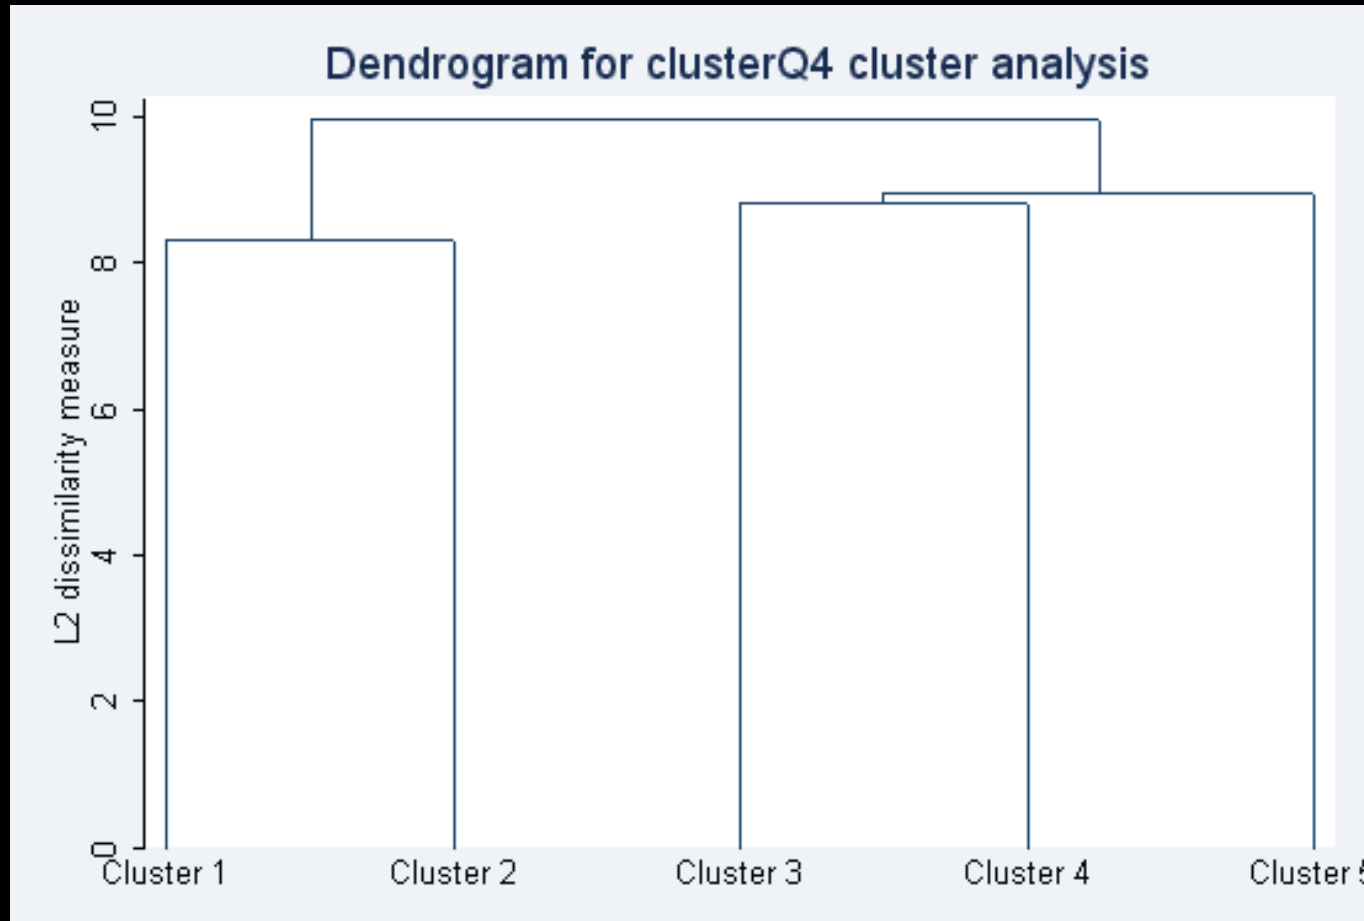 Dendrogram for clusterQ4 cluster analysis
L2 dissimilarity measure
10
8
6
4
2
0
Cluster 1
Cluster 2
Cluster 3
Cluster 4
Cluster